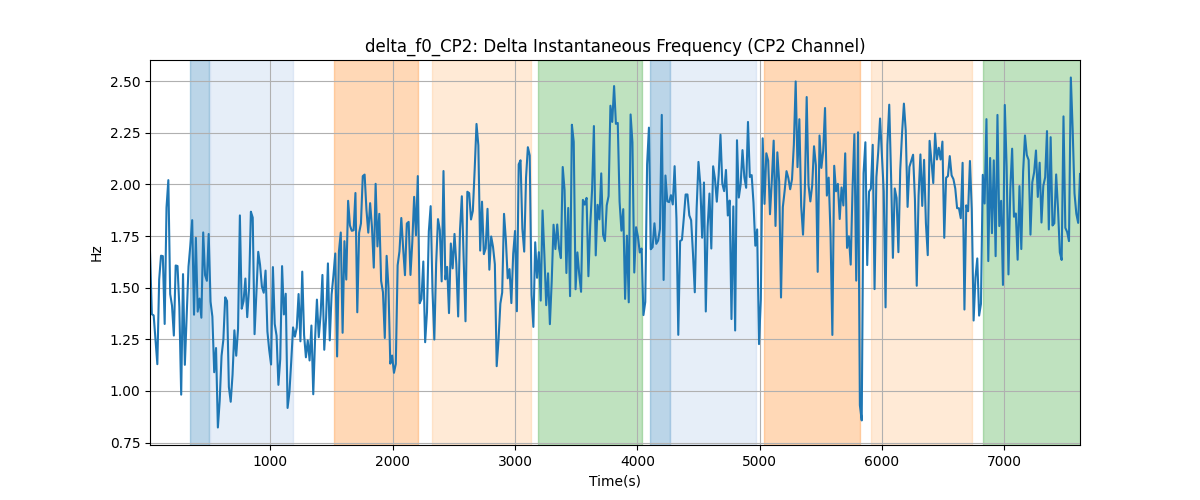 delta_f0_CP2: Delta Instantaneous Frequency (CP2 Channel)
2.50
2.25
2.00
1.75
1.50
1.25
1.00
0.75
Hz
1000 2000 3000 4000 5000 6000 7000
Time(s)